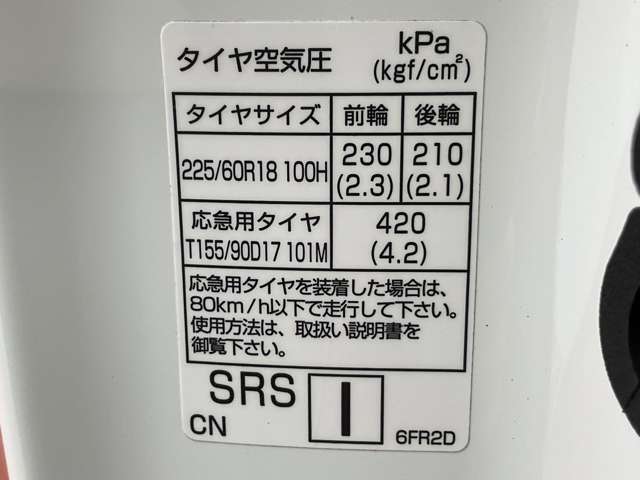 タイヤ空気圧 kPa
(kgf/cm²)
タイヤサイズ 前輪 後輪
225/60R18 100H 230 210
(2.3) (2.1)
応急用タイヤ 420
T155/90D17 101M (4.2)
応急用タイヤを装着した場合は、
80km/h以下で走行して下さい。
使用方法は、取扱い説明書を
御覧下さい。
SRS I
CN 6FR2D